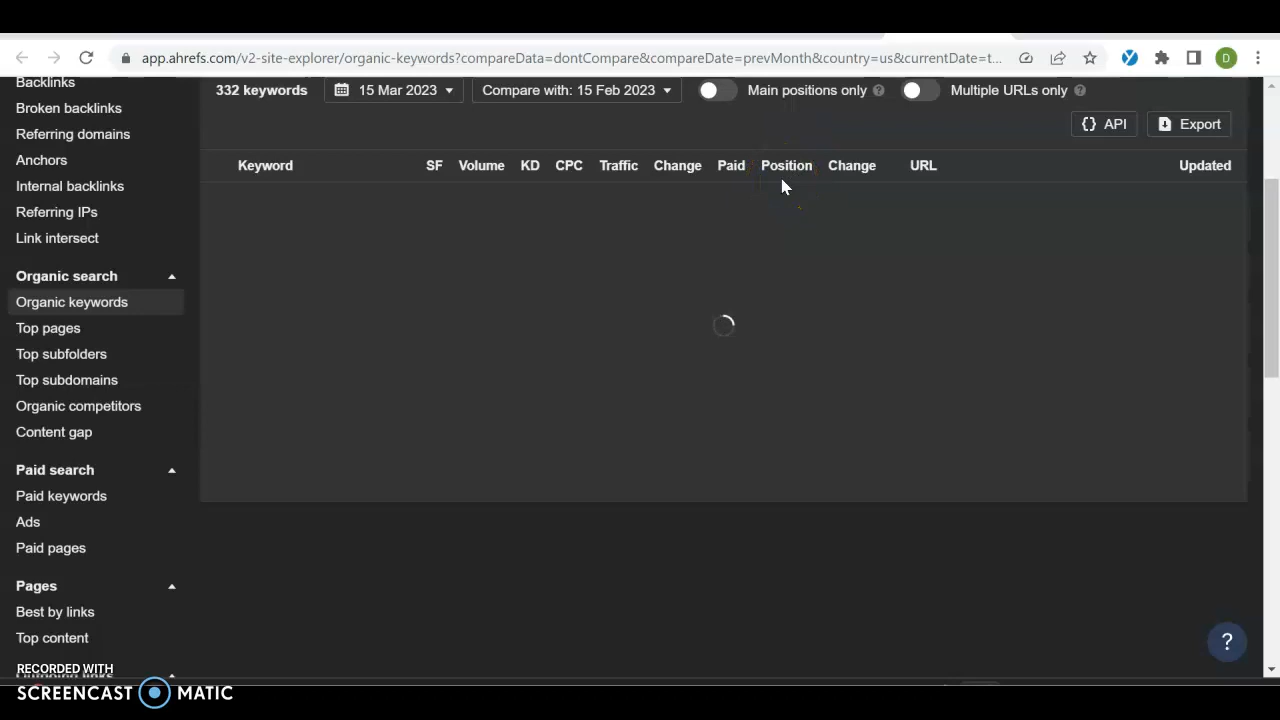 app.ahrefs.com/v2-site-explorer/organic-keywords?compareData=dontCompare&compareDate=prevMonth&country=us&currentDate=t...
D
Backlinks
Broken backlinks
Referring domains
Anchors
Internal backlinks
Referring IPs
Link intersect
Organic search
Organic keywords
Top pages
Top subfolders
Top subdomains
Organic competitors
Content gap
Paid search
Paid keywords
Ads
Paid pages
Pages
Best by links
Top content
332 keywords 15 Mar 2023 Compare with: 15 Feb 2023 Main positions only ? Multiple URLs only ?
{} API Export
Keyword SF Volume KD CPC Traffic Change Paid Position Change URL Updated
?
RECORDED WITH
SCREENCAST MATIC